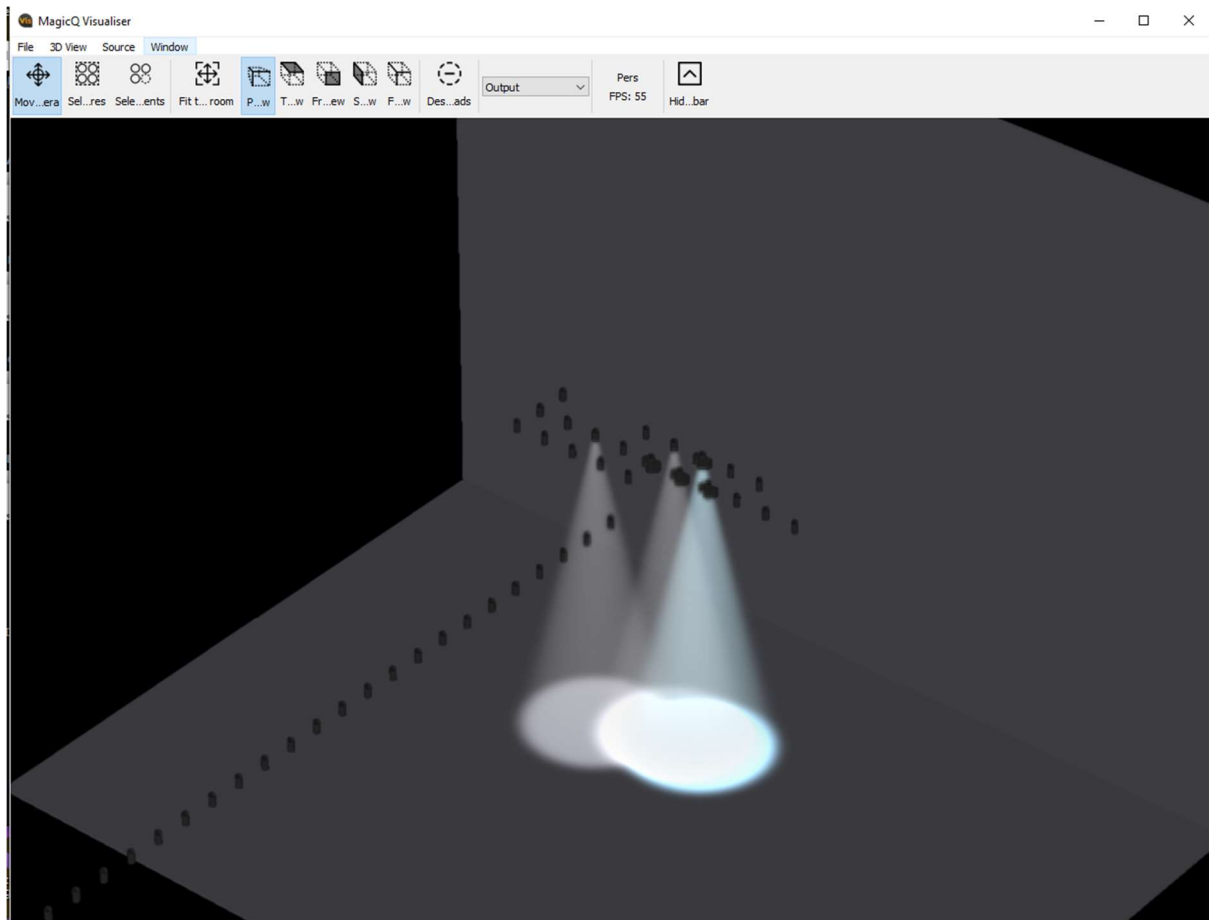 Vis MagicQ Visualiser
File 3D View Source Window
Mov...era Sel...res Sele...ents Fit t... room P...w T...w Fr...ew S...w F...w Des...ads Output Pers Hid...bar
FPS: 55